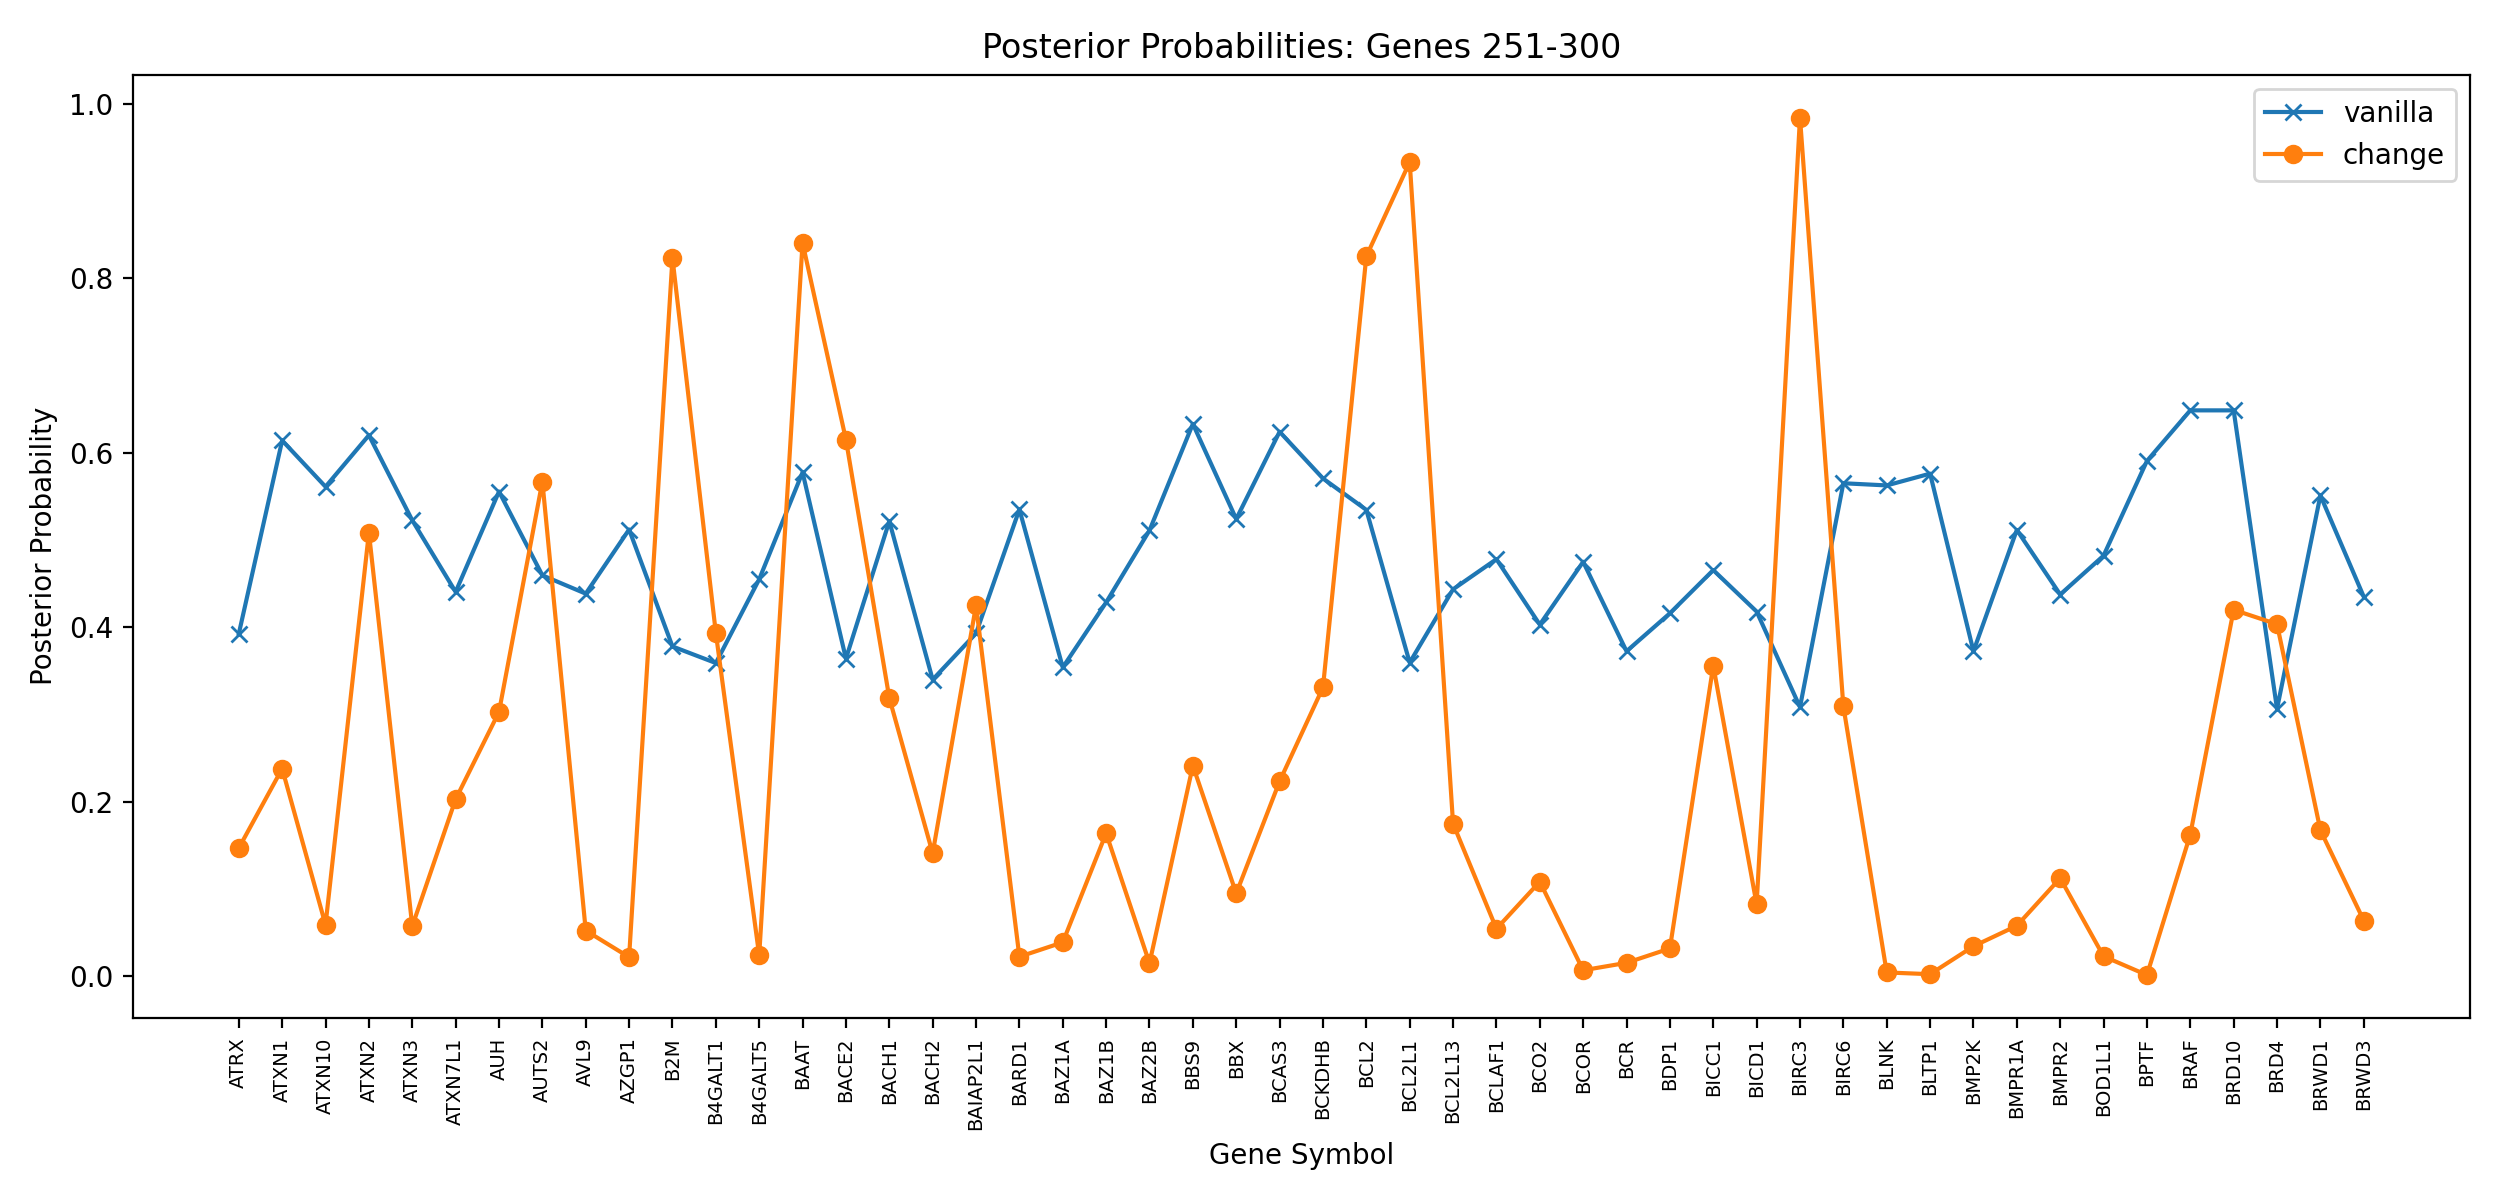 Posterior Probabilities: Genes 251-300
vanilla
change
Posterior Probability
1.0
0.8
0.6
0.4
0.2
0.0
ATRX
ATXN1
ATXN10
ATXN2
ATXN3
ATXN7L1
AUH
AUTS2
AVL9
AZGP1
B2M
B4GALT1
B4GALT5
BAAT
BACE2
BACH1
BACH2
BAIAP2L1
BARD1
BAZ1A
BAZ1B
BAZ2B
BBS9
BBX
BCAS3
BCKDHB
BCL2
BCL2L1
BCL2L13
BCLAF1
BCO2
BCOR
BCR
BDP1
BICC1
BICD1
BIRC3
BIRC6
BLNK
BLTP1
BMP2K
BMPR1A
BMPR2
BOD1L1
BPTF
BRAF
BRD10
BRD4
BRWD1
BRWD3
Gene Symbol